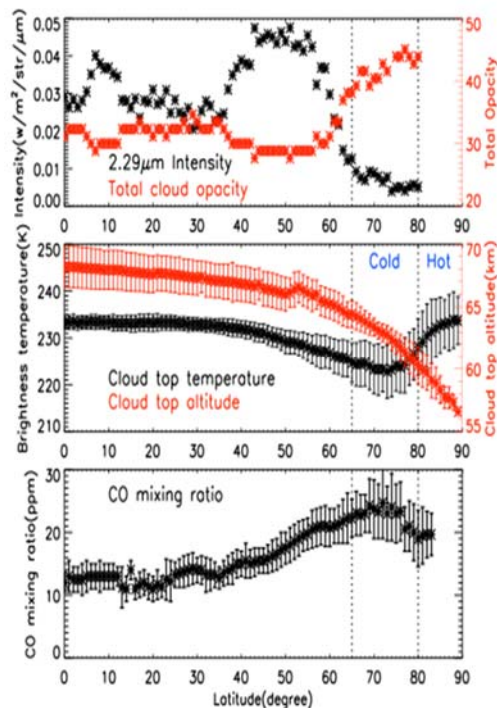 Intensity(w/m²/str/μm)
0.05
0.04
0.03
0.02
0.01
0.00
2.29μm Intensity
Total cloud opacity
50
40
30
20
Total Opacity
0 10 20 30 40 50 60 70 80 90
Brightness temperature(K)
250
240
230
220
210
Cold Hot
Cloud top temperature
Cloud top altitude
70
65
60
55
Cloud top altitude(km)
0 10 20 30 40 50 60 70 80 90
CO mixing ratio(ppm)
30
20
10
0
CO mixing ratio
0 10 20 30 40 50 60 70 80 90
Latitude(degree)